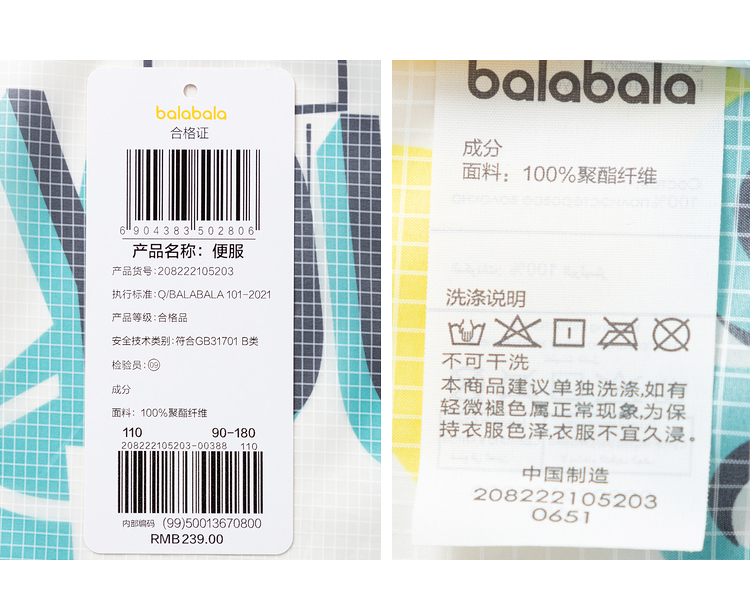 balabala
合格证
6 904383 502806
产品名称：便服
产品货号：208222105203
执行标准：Q/BALABALA 101-2021
产品等级：合格品
安全技术类别：符合GB31701 B类
检验员：09
成分
面料：100%聚酯纤维
110 90-180
208222105203-00388 110
内部编码 (99)50013670800
RMB239.00
balabala
成分
面料：100%聚酯纤维
洗涤说明
不可干洗
本商品建议单独洗涤,如有
轻微褪色属正常现象,为保
持衣服色泽,衣服不宜久浸。
中国制造
208222105203
0651